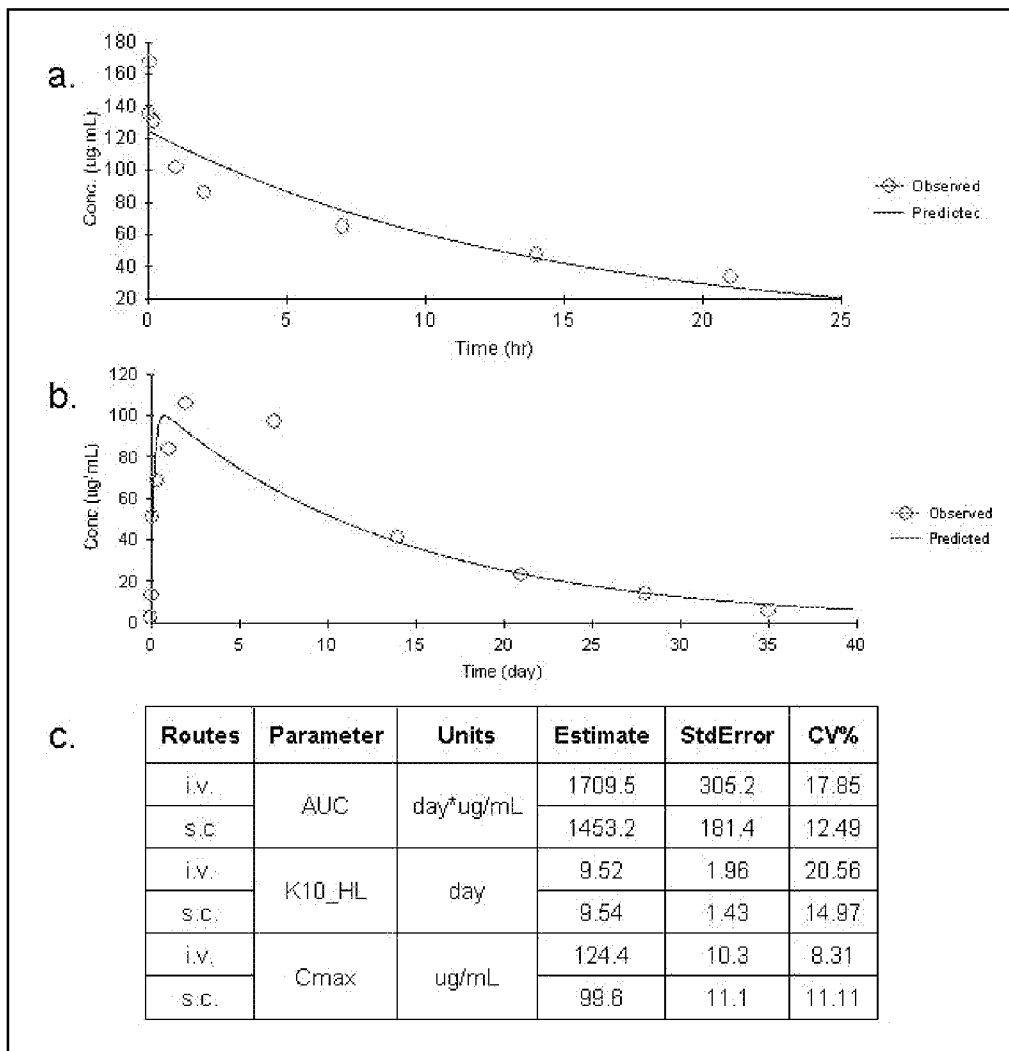 a.
180
160
140
120
100
80
60
40
20
Conc. (ug/mL)
0 5 10 15 20 25
Time (hr)
Observed
Predicted
b.
120
100
80
60
40
20
0
Conc (ug/mL)
0 5 10 15 20 25 30 35 40
Time (day)
Observed
Predicted
c.
Routes Parameter Units Estimate StdError CV%
i.v. AUC day*ug/mL 1709.5 305.2 17.85
s.c 1453.2 181.4 12.49
i.v. K10_HL day 9.52 1.96 20.56
s.c. 9.54 1.43 14.97
i.v. Cmax ug/mL 124.4 10.3 8.31
s.c. 99.6 11.1 11.11